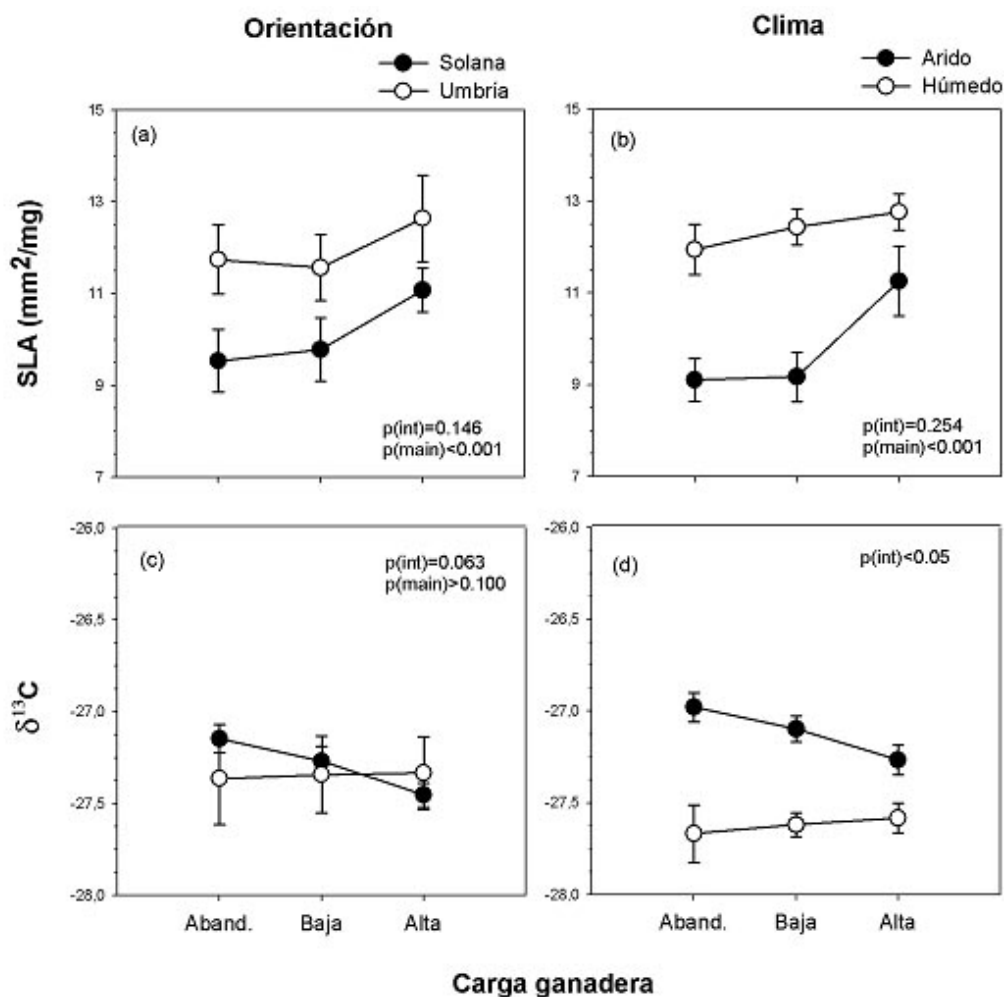 Orientación
Solana
Umbria
Clima
Arido
Húmedo
SLA (mm²/mg)
15
13
11
9
7
(a)
p(int)=0.146
p(main)<0.001
15
13
11
9
7
(b)
p(int)=0.254
p(main)<0.001
δ¹³C
-26,0
-26,5
-27,0
-27,5
-28,0
(c)
p(int)=0.063
p(main)>0.100
Aband.
Baja
Alta
-26,0
-26,5
-27,0
-27,5
-28,0
(d)
p(int)<0.05
Aband.
Baja
Alta
Carga ganadera